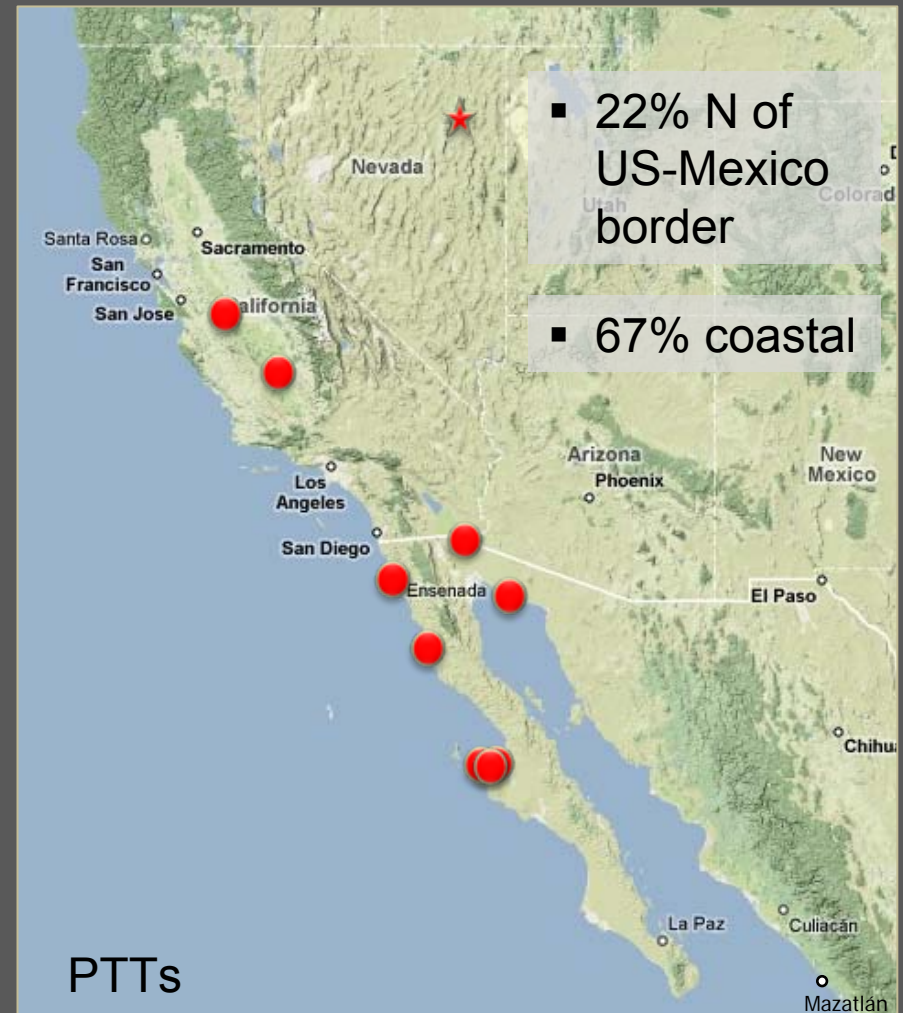 ▪ 22% N of
US-Mexico
border
Nevada
Utah
Colorad
Santa Rosa
Sacramento
San
Francisco
San Jose
alifornia
▪ 67% coastal
Arizona
Phoenix
New
Mexico
Los
Angeles
San Diego
Ensenada
El Paso
Chihua
La Paz
Culiacán
PTTs
Mazatlán